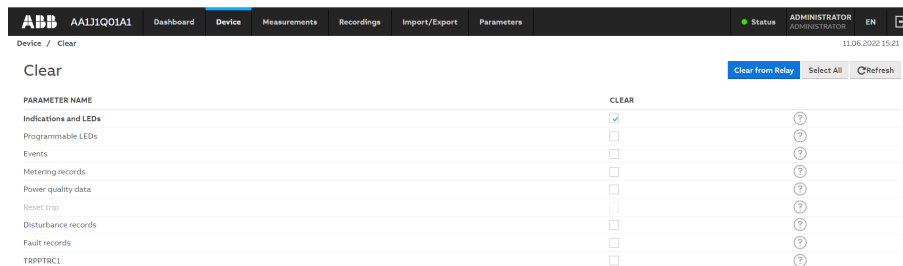 ABB AA1J1Q01A1 Dashboard Device Measurements Recordings Import/Export Parameters Status ADMINISTRATOR EN
ADMINISTRATOR
Device / Clear 11.06.2022 15:21
Clear Clear from Relay Select All Refresh
PARAMETER NAME CLEAR
Indications and LEDs ?
Programmable LEDs ?
Events ?
Metering records ?
Power quality data ?
Reset trip ?
Disturbance records ?
Fault records ?
TRPPTRC1 ?